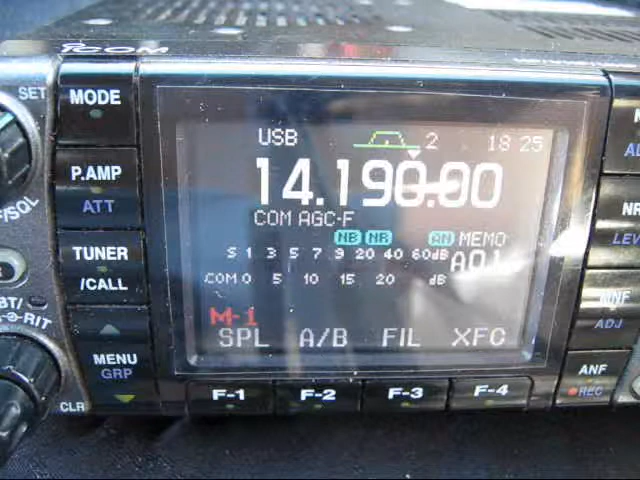 ICOM
SET
MODE
P.AMP
ATT
TUNER
/CALL
MENU
GRP
CLR
/SQL
BT/
-RIT
USB 2 18 25
14.190.00
COM AGC-F
NB NR AN MEMO
S 1 3 5 7 9 20 40 60dB
A01
COM 0 5 10 15 20 dB
M-1
SPL A/B FIL XFC
F-1 F-2 F-3 F-4
NR
LEV
MNF
ADJ
ANF
REC